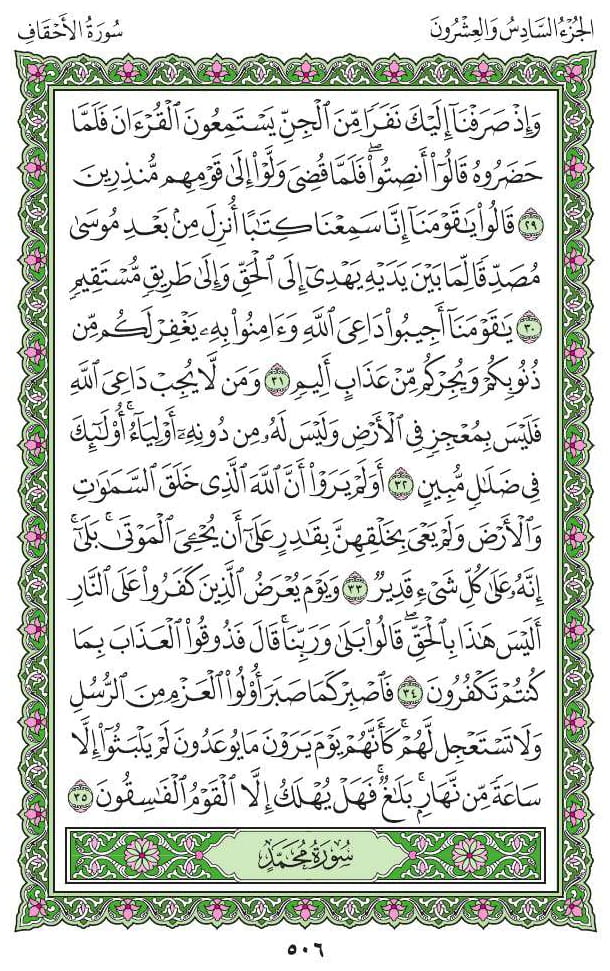 الجُزْءُ السَّادِسُ وَالعِشْرُونَ
سُورَةُ الأَحْقَافِ
وَإِذْ صَرَفْنَآ إِلَيْكَ نَفَرًا مِّنَ ٱلْجِنِّ يَسْتَمِعُونَ ٱلْقُرْءَانَ فَلَمَّا
حَضَرُوهُ قَالُوٓا۟ أَنصِتُوا۟ ۖ فَلَمَّا قُضِىَ وَلَّوْا۟ إِلَىٰ قَوْمِهِم مُّنذِرِينَ
٢٩ قَالُوا۟ يَـٰقَوْمَنَآ إِنَّا سَمِعْنَا كِتَـٰبًا أُنزِلَ مِنۢ بَعْدِ مُوسَىٰ
مُصَدِّقًا لِّمَا بَيْنَ يَدَيْهِ يَهْدِىٓ إِلَى ٱلْحَقِّ وَإِلَىٰ طَرِيقٍ مُّسْتَقِيمٍ
٣٠ يَـٰقَوْمَنَآ أَجِيبُوا۟ دَاعِىَ ٱللَّهِ وَءَامِنُوا۟ بِهِۦ يَغْفِرْ لَكُم مِّن
ذُنُوبِكُمْ وَيُجِرْكُم مِّنْ عَذَابٍ أَلِيمٍ ٣١ وَمَن لَّا يُجِبْ دَاعِىَ ٱللَّهِ
فَلَيْسَ بِمُعْجِزٍ فِى ٱلْأَرْضِ وَلَيْسَ لَهُۥ مِن دُونِهِۦٓ أَوْلِيَآءُ ۚ أُو۟لَـٰٓئِكَ
فِى ضَلَـٰلٍ مُّبِينٍ ٣٢ أَوَلَمْ يَرَوْا۟ أَنَّ ٱللَّهَ ٱلَّذِى خَلَقَ ٱلسَّمَـٰوَٰتِ
وَٱلْأَرْضَ وَلَمْ يَعْىَ بِخَلْقِهِنَّ بِقَـٰدِرٍ عَلَىٰٓ أَن يُحْـِۧىَ ٱلْمَوْتَىٰ ۚ بَلَىٰٓ
إِنَّهُۥ عَلَىٰ كُلِّ شَىْءٍ قَدِيرٌ ٣٣ وَيَوْمَ يُعْرَضُ ٱلَّذِينَ كَفَرُوا۟ عَلَى ٱلنَّارِ
أَلَيْسَ هَـٰذَا بِٱلْحَقِّ ۖ قَالُوا۟ بَلَىٰ وَرَبِّنَا ۚ قَالَ فَذُوقُوا۟ ٱلْعَذَابَ بِمَا
كُنتُمْ تَكْفُرُونَ ٣٤ فَٱصْبِرْ كَمَا صَبَرَ أُو۟لُوا۟ ٱلْعَزْمِ مِنَ ٱلرُّسُلِ
وَلَا تَسْتَعْجِل لَّهُمْ ۚ كَأَنَّهُمْ يَوْمَ يَرَوْنَ مَا يُوعَدُونَ لَمْ يَلْبَثُوٓا۟ إِلَّا
سَاعَةً مِّن نَّهَارٍۭ ۚ بَلَـٰغٌ ۚ فَهَلْ يُهْلَكُ إِلَّا ٱلْقَوْمُ ٱلْفَـٰسِقُونَ ٣٥
سُورَةُ مُحَمَّدٍ
٥٠٦